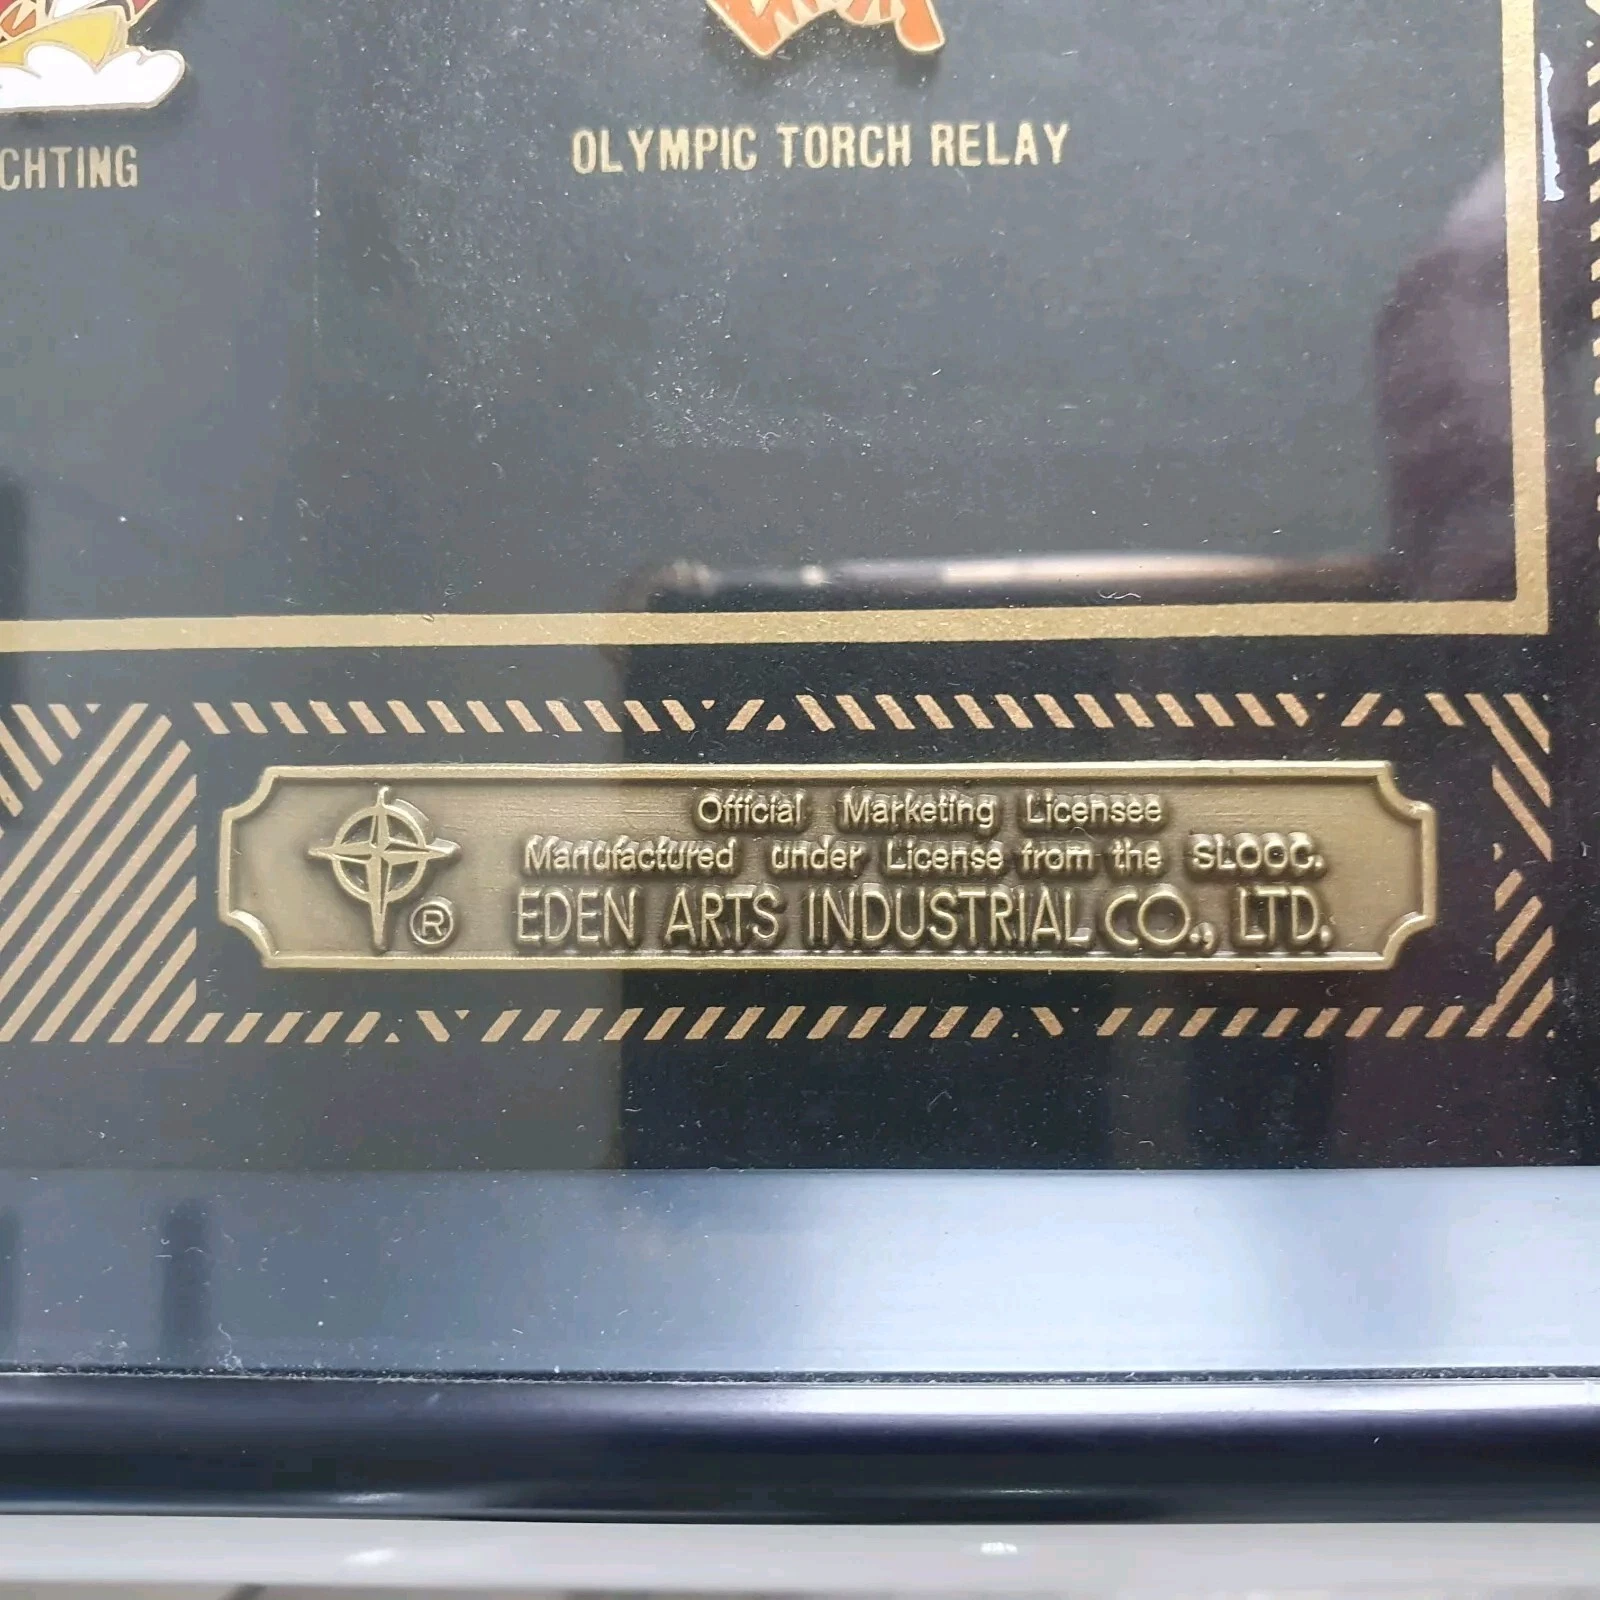 CHTING
OLYMPIC TORCH RELAY
Official Marketing Licensee
Manufactured under License from the SLOOC.
EDEN ARTS INDUSTRIAL CO., LTD.
®